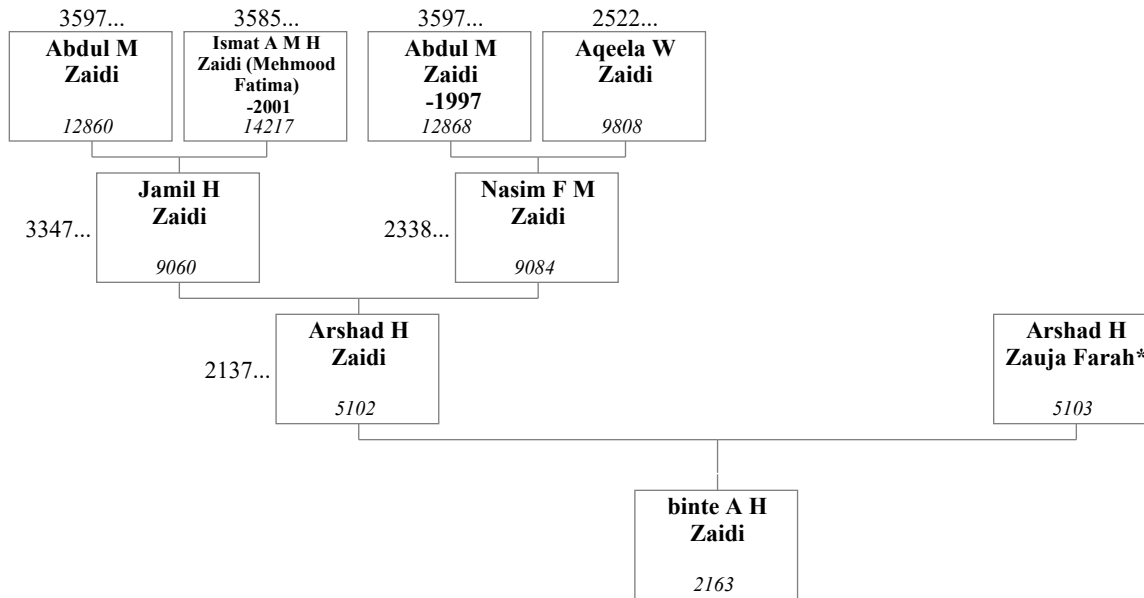 3597...
3585...
3597...
2522...
Abdul M
Zaidi
12860
Ismat A M H
Zaidi (Mehmood
Fatima)
-2001
14217
Abdul M
Zaidi
-1997
12868
Aqeela W
Zaidi
9808
3347...
Jamil H
Zaidi
9060
2338...
Nasim F M
Zaidi
9084
2137...
Arshad H
Zaidi
5102
Arshad H
Zauja Farah*
5103
binte A H
Zaidi
2163